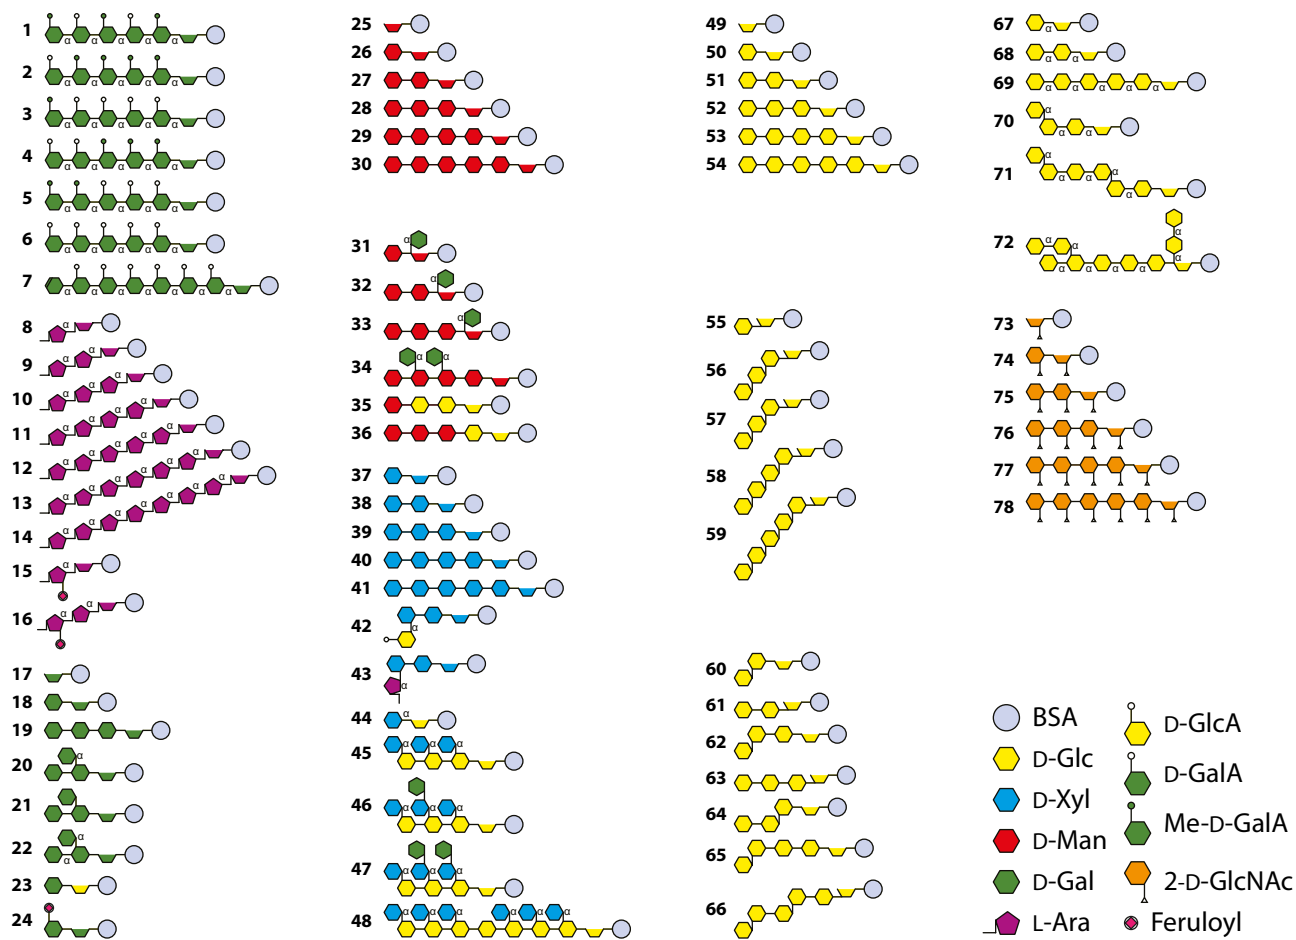 1 α α α α α
2 α α α α α
3 α α α α α
4 α α α α α
5 α α α α α
6 α α α α α
7 α α α α α α α
8 α
9 α α
10 α α α
11 α α α α
12 α α α α α
13 α α α α α α
14 α α α α α α α
15 α
16 α α
17
18
19
20 α
21
22 α α
23
24
25
26
27
28
29
30
31 α
32 α
33 α
34 α α
35
36
37
38
39
40
41
42 α
43 α
44 α
45 α α α
46 α α α
47 α α α
48 α α α α α α
49
50
51
52
53
54
55
56
57
58
59
60
61
62
63
64
65
66
67 α
68 α α
69 α α α α α
70 α α α
71 α α α α α
72 α α α α
73
74
75
76
77
78
BSA
D-Glc
D-Xyl
D-Man
D-Gal
L-Ara
D-GlcA
D-GalA
Me-D-GalA
2-D-GlcNAc
Feruloyl